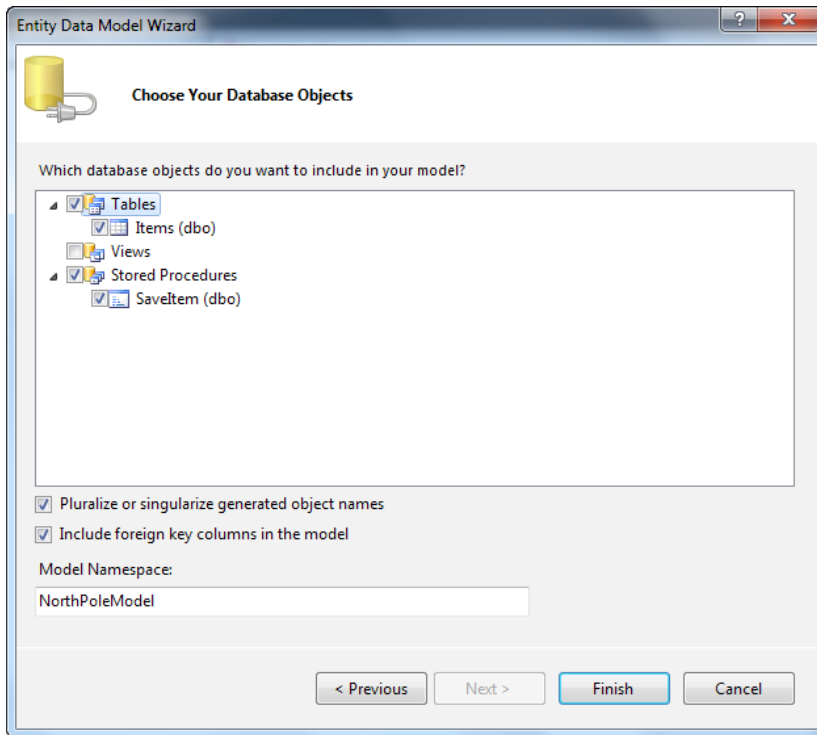 Entity Data Model Wizard
Choose Your Database Objects
Which database objects do you want to include in your model?
Tables
Items (dbo)
Views
Stored Procedures
SaveItem (dbo)
Pluralize or singularize generated object names
Include foreign key columns in the model
Model Namespace:
NorthPoleModel
< Previous Next > Finish Cancel